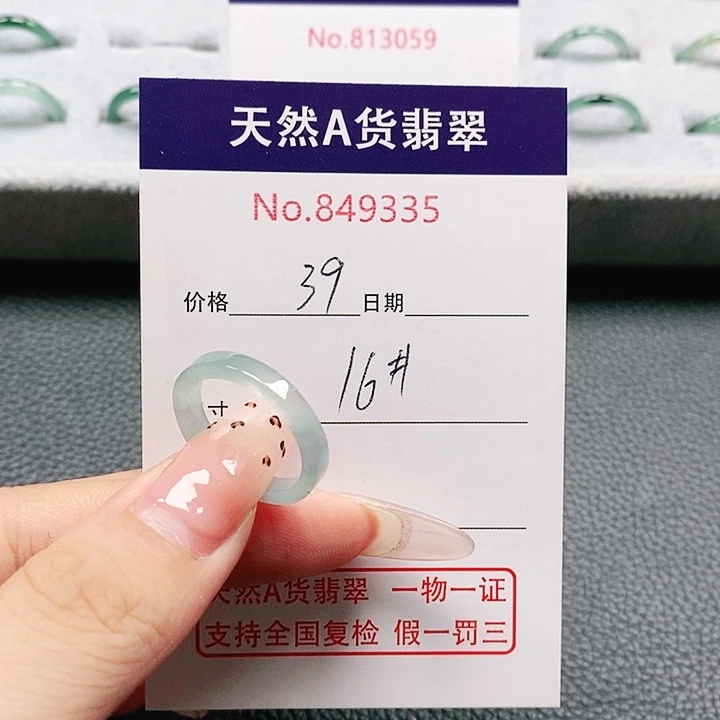 No.813059
天然A货翡翠
No.849335
价格 39 日期
寸 16#
天然A货翡翠 一物一证
支持全国复检 假一罚三